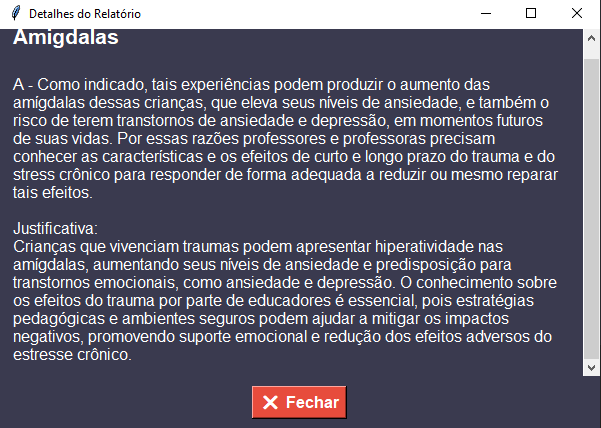 Detalhes do Relatório
Amígdalas
A - Como indicado, tais experiências podem produzir o aumento das
amígdalas dessas crianças, que eleva seus níveis de ansiedade, e também o
risco de terem transtornos de ansiedade e depressão, em momentos futuros
de suas vidas. Por essas razões professores e professoras precisam
conhecer as características e os efeitos de curto e longo prazo do trauma e do
stress crônico para responder de forma adequada a reduzir ou mesmo reparar
tais efeitos.
Justificativa:
Crianças que vivenciam traumas podem apresentar hiperatividade nas
amígdalas, aumentando seus níveis de ansiedade e predisposição para
transtornos emocionais, como ansiedade e depressão. O conhecimento sobre
os efeitos do trauma por parte de educadores é essencial, pois estratégias
pedagógicas e ambientes seguros podem ajudar a mitigar os impactos
negativos, promovendo suporte emocional e redução dos efeitos adversos do
estresse crônico.
Fechar